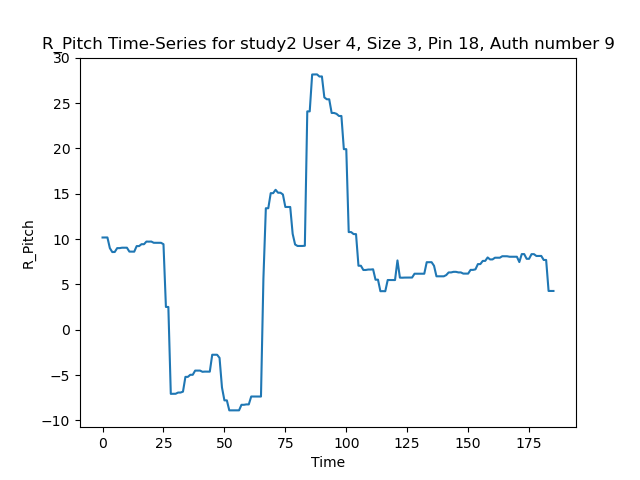 R_Pitch Time-Series for study2 User 4, Size 3, Pin 18, Auth number 9
30
25
20
15
10
5
0
−5
−10
R_Pitch
0 25 50 75 100 125 150 175
Time